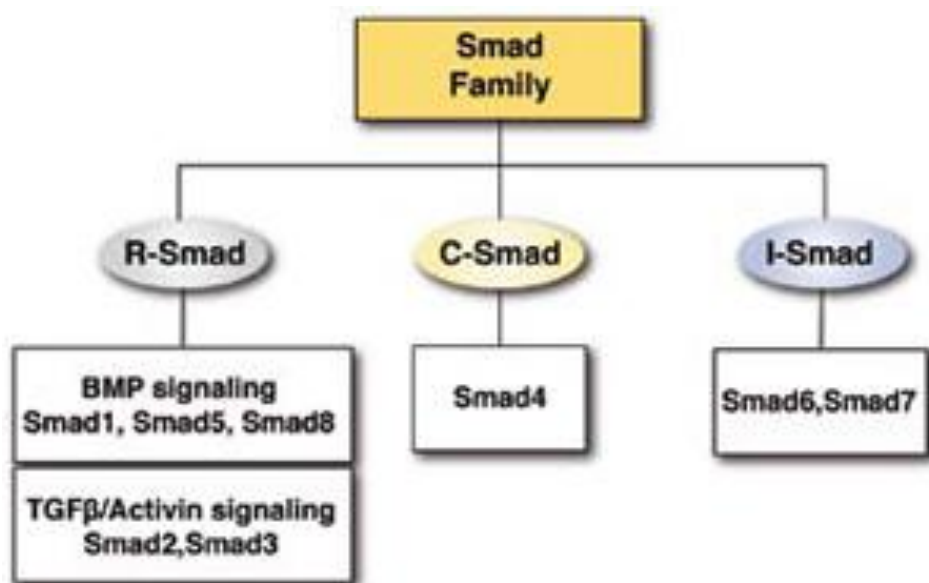 Smad
Family
R-Smad
C-Smad
I-Smad
BMP signaling
Smad1, Smad5, Smad8
Smad4
Smad6,Smad7
TGFβ/Activin signaling
Smad2,Smad3